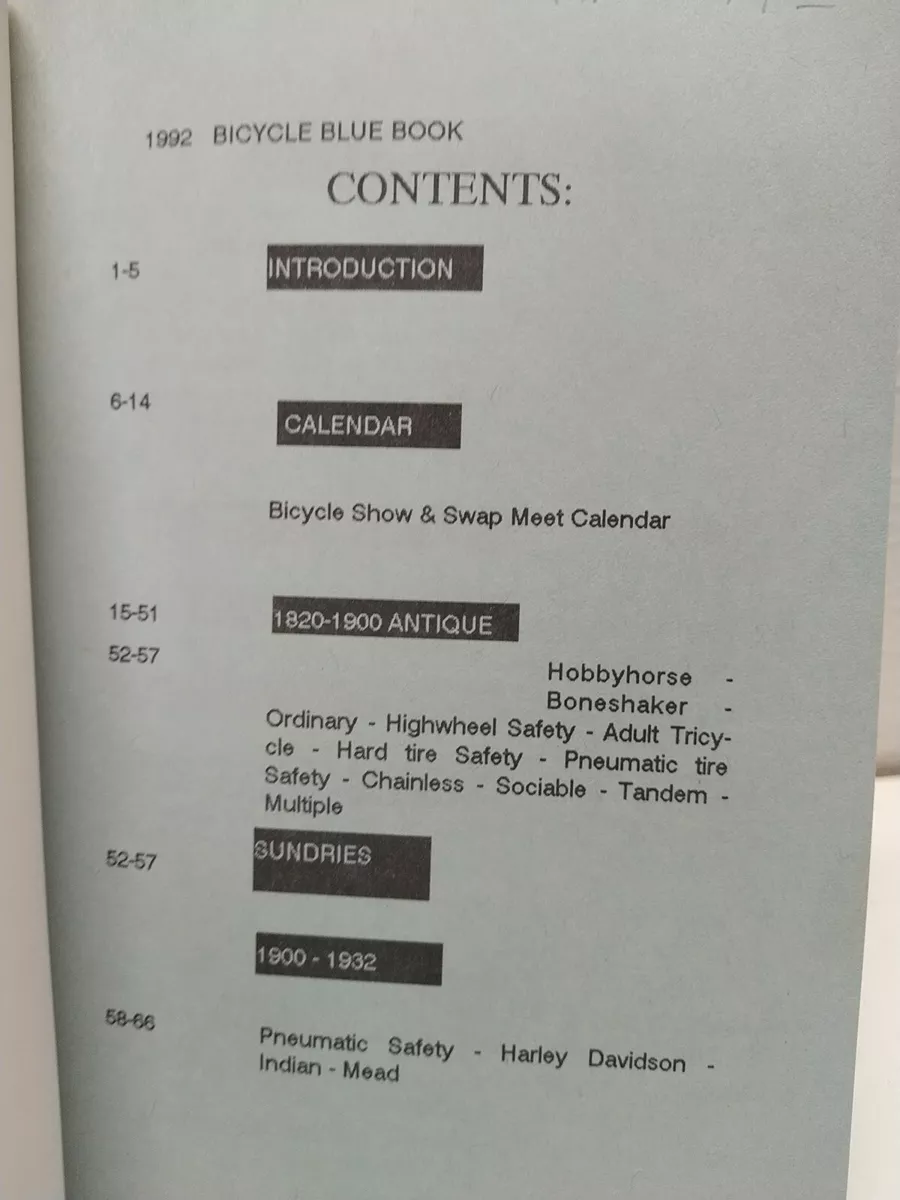 1992 BICYCLE BLUE BOOK
CONTENTS:
1-5 INTRODUCTION
6-14 CALENDAR
Bicycle Show & Swap Meet Calendar
15-51 1820-1900 ANTIQUE
52-57 Hobbyhorse -
Boneshaker -
Ordinary - Highwheel Safety - Adult Tricy-
cle - Hard tire Safety - Pneumatic tire
Safety - Chainless - Sociable - Tandem -
Multiple
52-57 SUNDRIES
1900 - 1932
58-66 Pneumatic Safety - Harley Davidson -
Indian - Mead